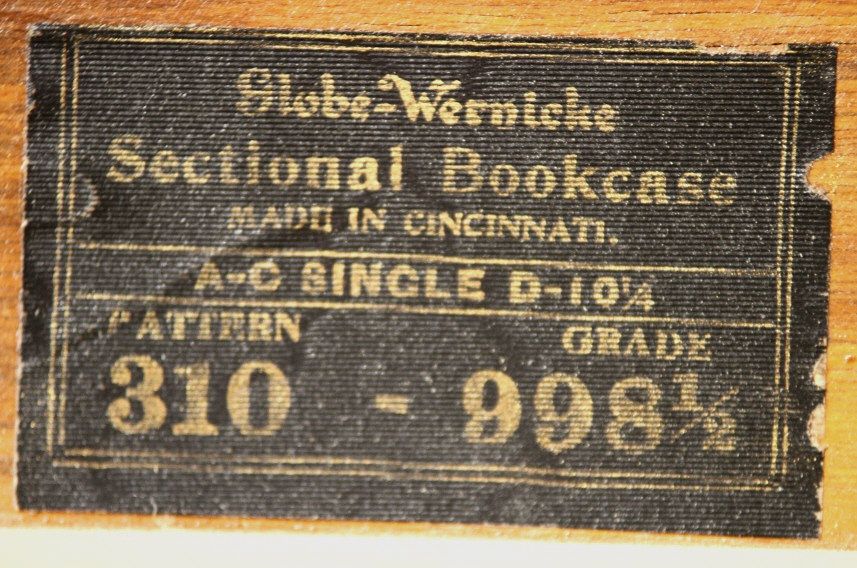 Globe-Wernicke
Sectional Bookcase
MADE IN CINCINNATI.
A-C SINGLE D-10¼
PATTERN GRADE
310 - 998½